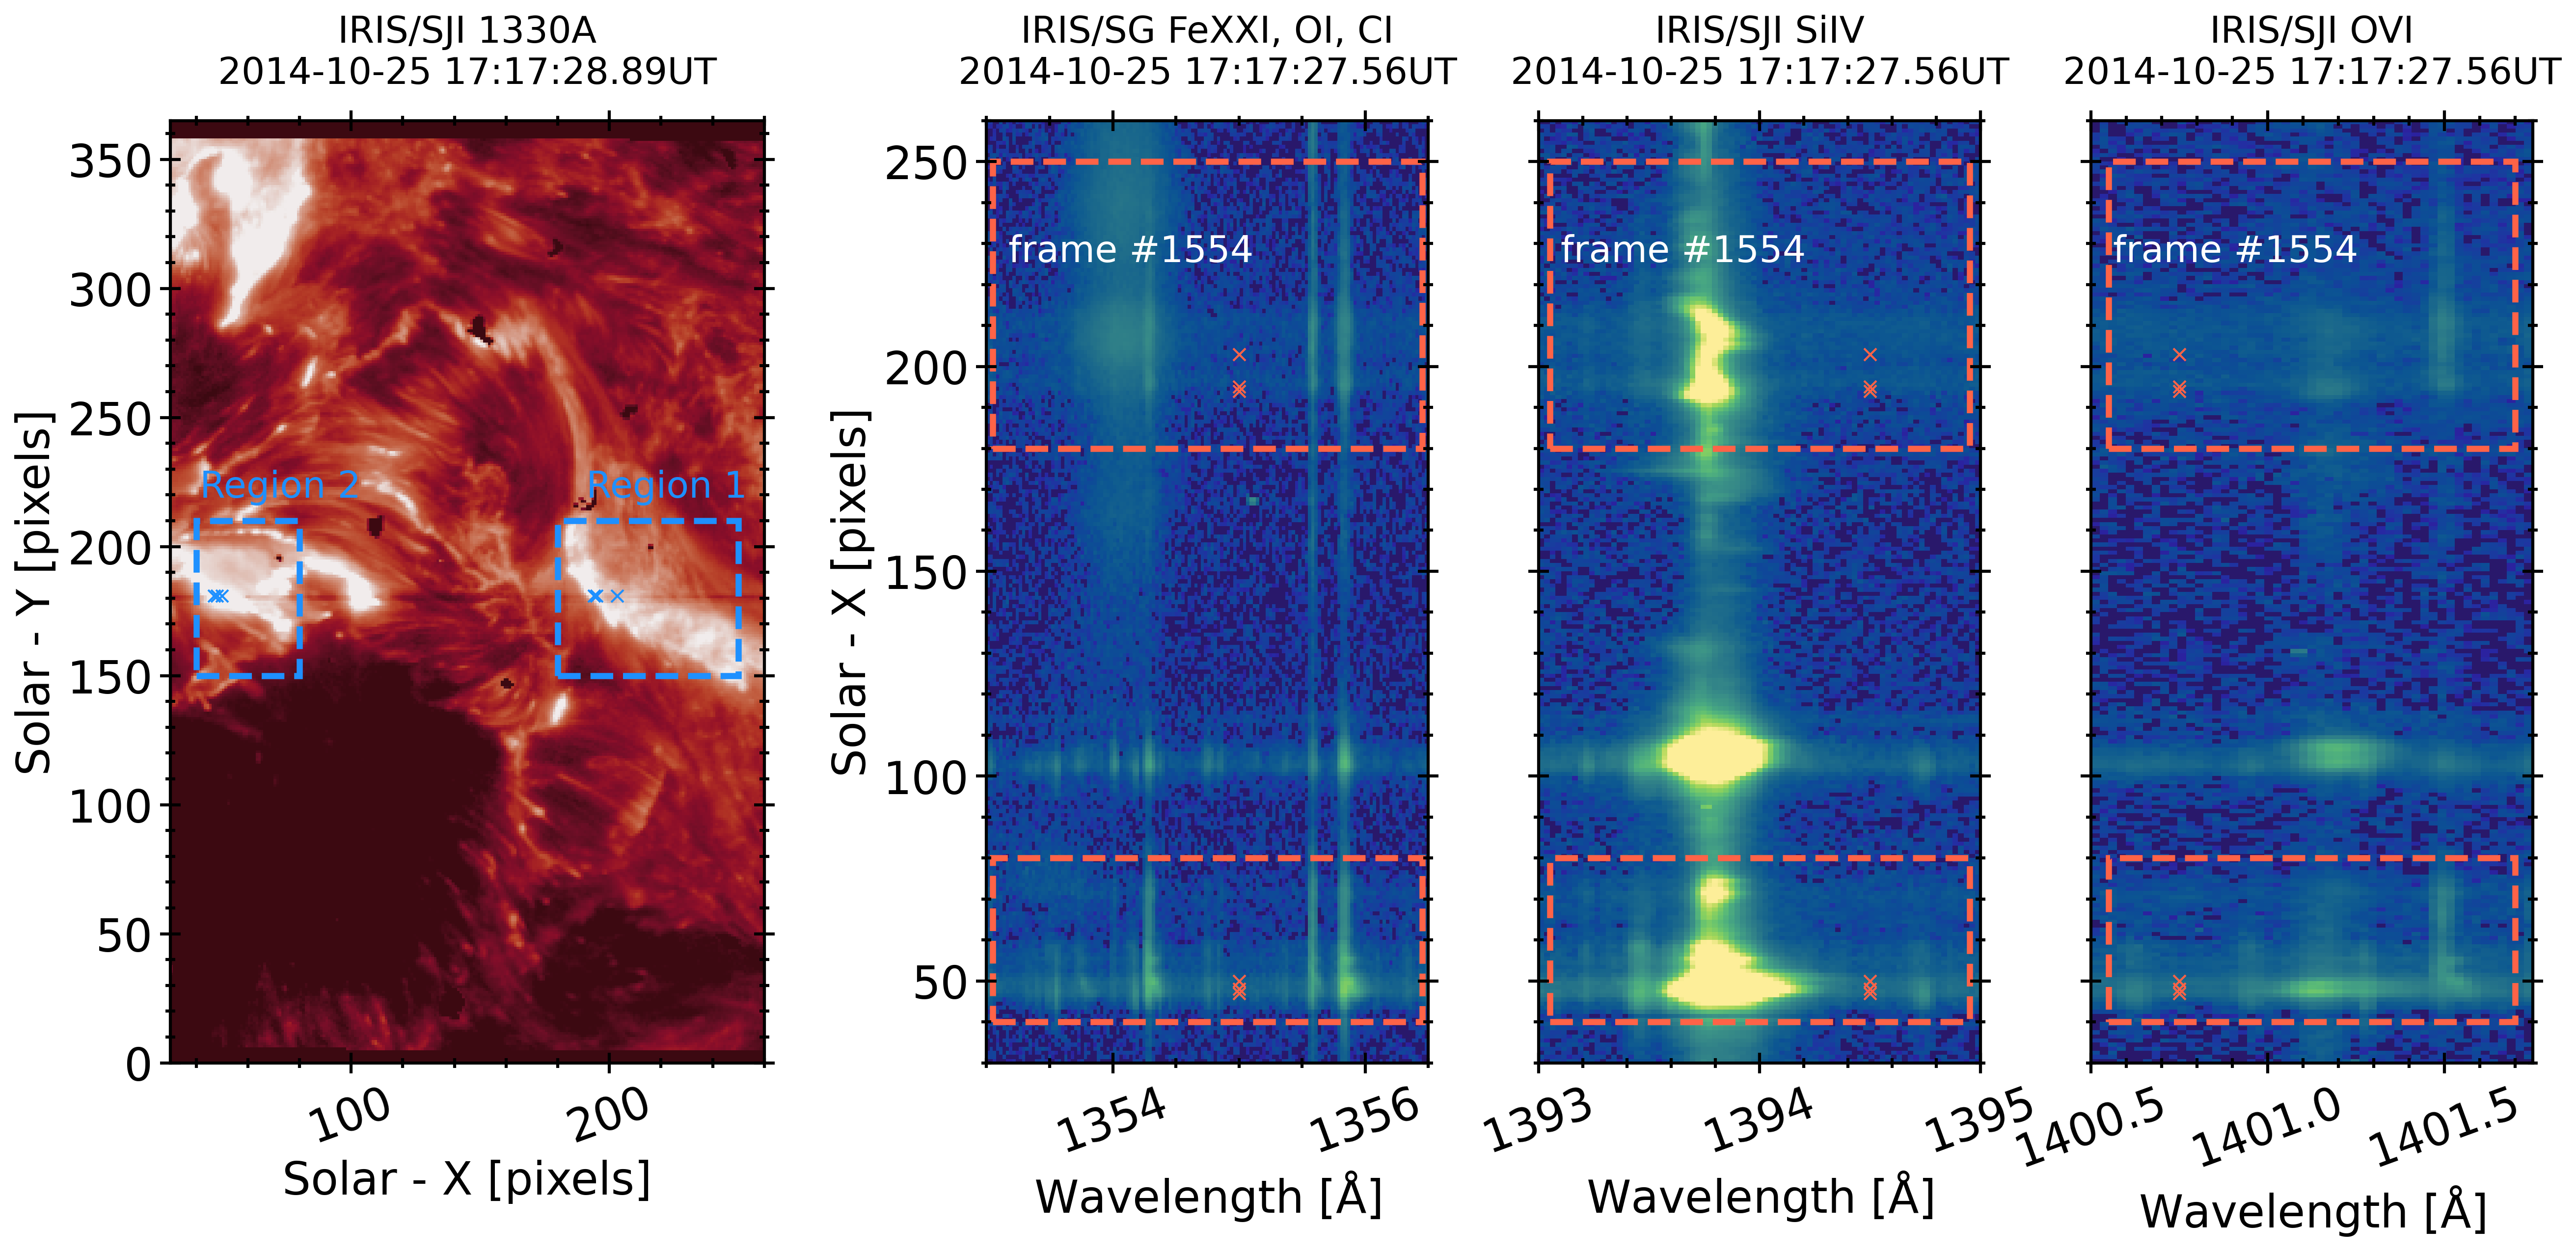 IRIS/SJI 1330A
2014-10-25 17:17:28.89UT
IRIS/SG FeXXI, OI, CI
2014-10-25 17:17:27.56UT
IRIS/SJI SiIV
2014-10-25 17:17:27.56UT
IRIS/SJI OVI
2014-10-25 17:17:27.56UT
Solar - Y [pixels]
350
300
250
200
150
100
50
0
Region 2
Region 1
100
200
Solar - X [pixels]
Solar - X [pixels]
250
200
150
100
50
frame #1554
1354
1356
Wavelength [Å]
frame #1554
1393
1394
1395
Wavelength [Å]
frame #1554
1400.5
1401.0
1401.5
Wavelength [Å]